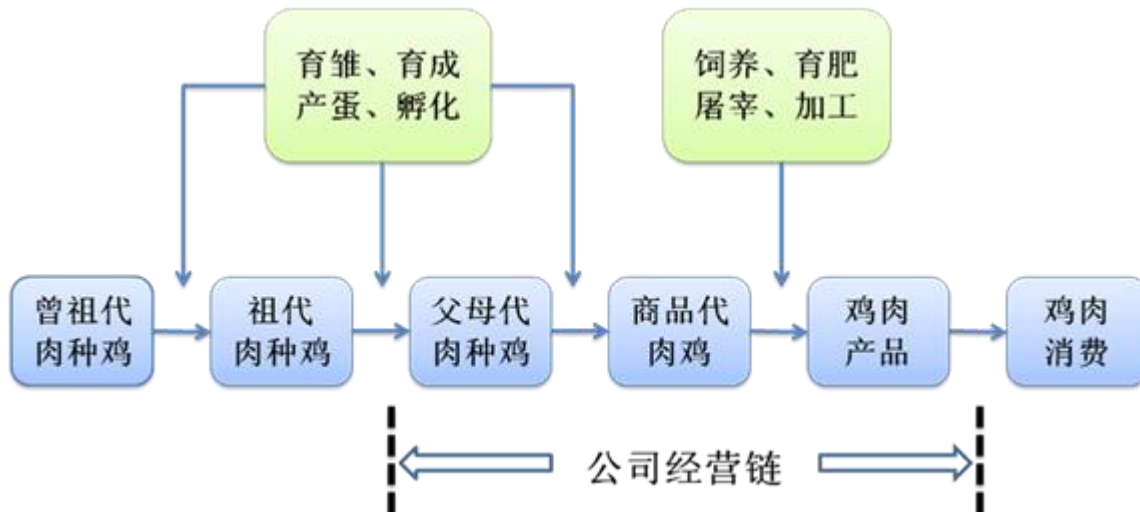 育雏、育成
产蛋、孵化
饲养、育肥
屠宰、加工
曾祖代
肉种鸡
祖代
肉种鸡
父母代
肉种鸡
商品代
肉鸡
鸡肉
产品
鸡肉
消费
公司经营链